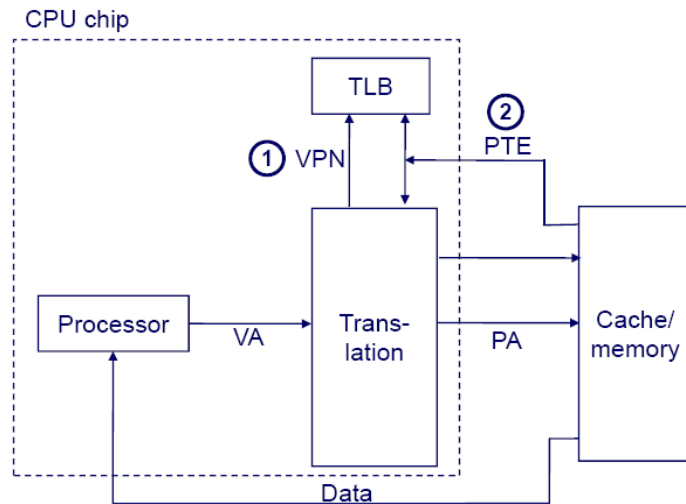 CPU chip
TLB
2
1 VPN
PTE
Processor
VA
Trans-
lation
PA
Cache/
memory
Data